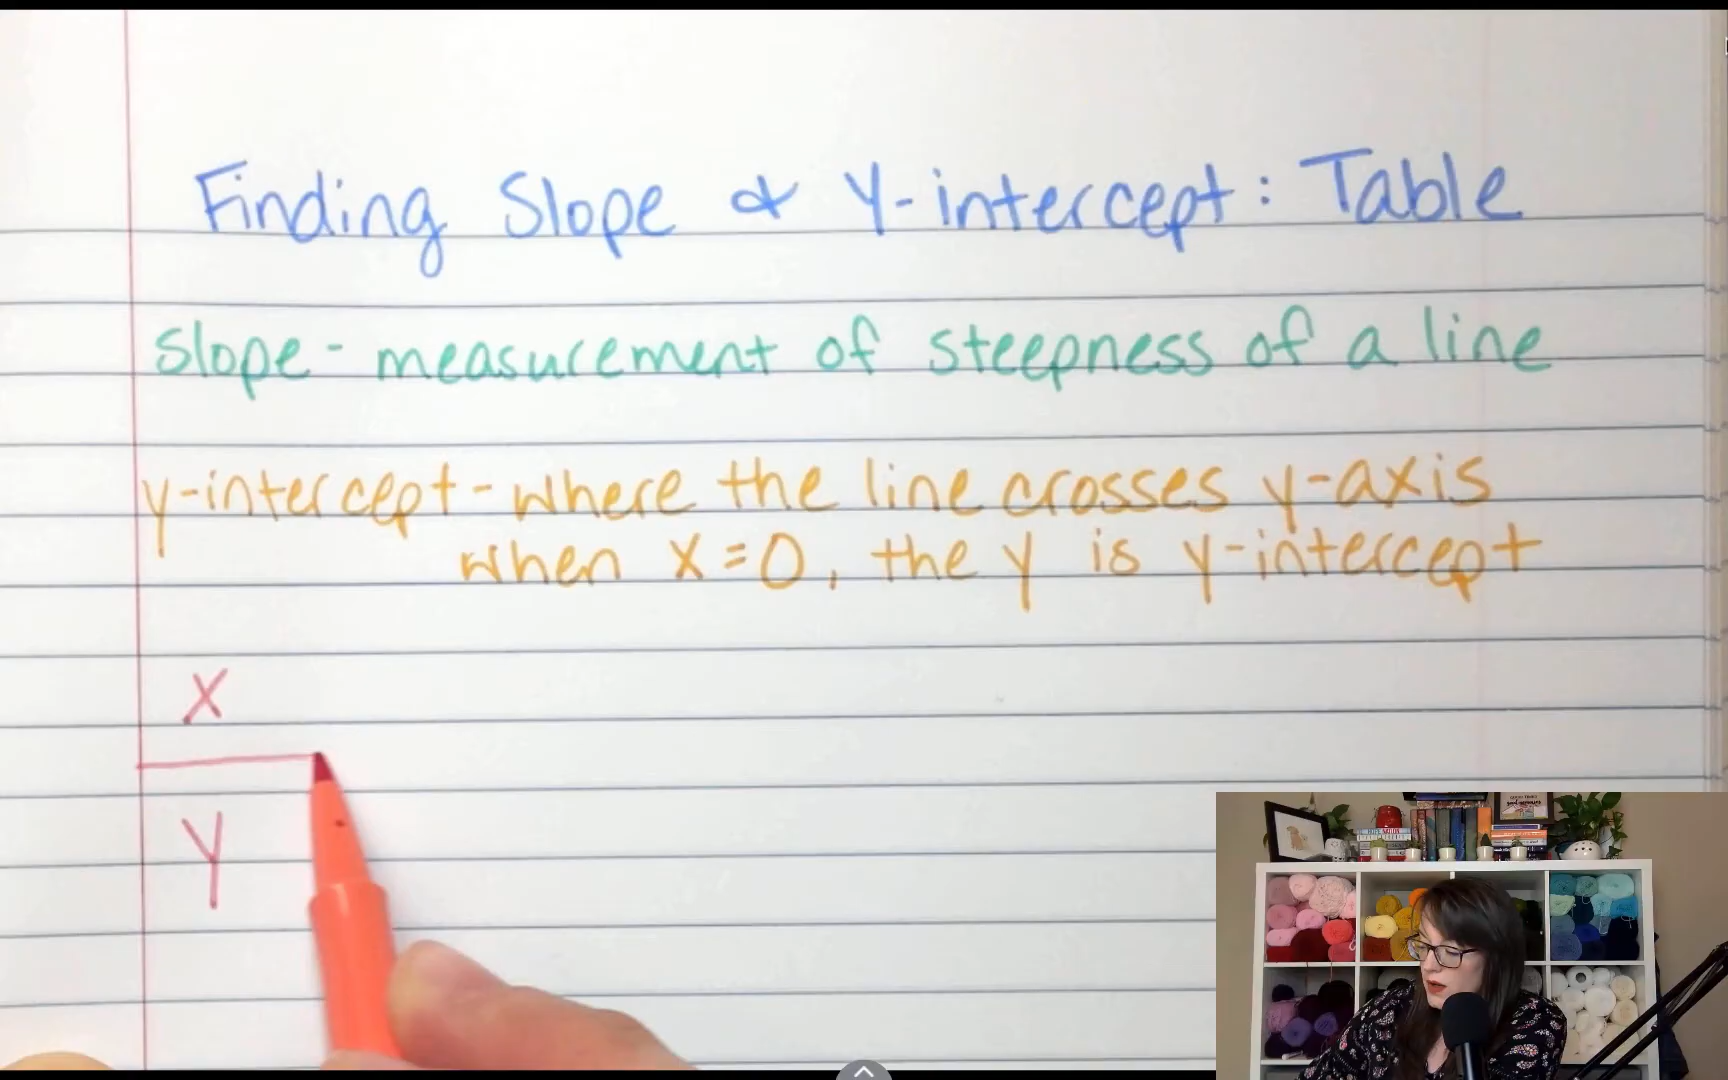 Finding Slope & Y-intercept: Table
Slope - measurement of steepness of a line
y-intercept - where the line crosses y-axis
when x = 0, the y is y-intercept
X
Y